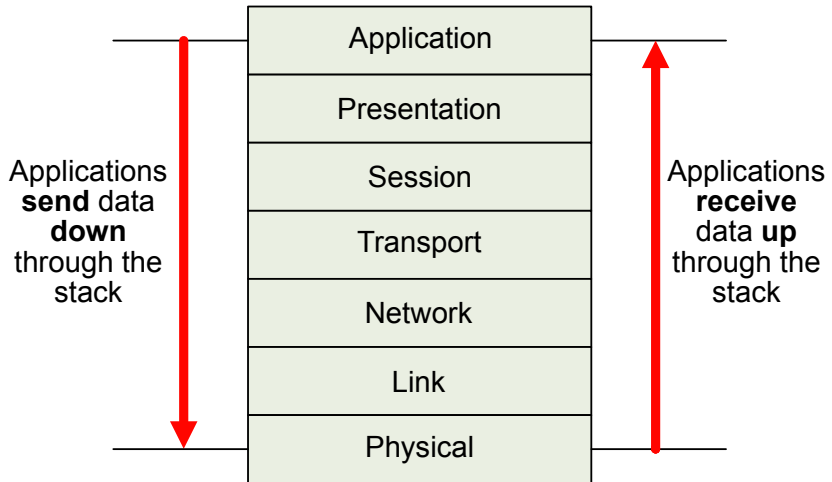 Application
Presentation
Session
Transport
Network
Link
Physical
Applications
send data
down
through the
stack
Applications
receive
data up
through the
stack